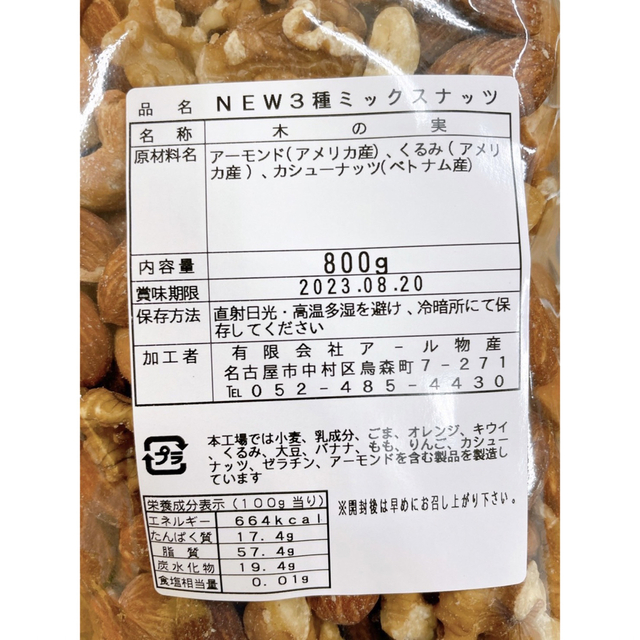 品名 NEW3種ミックスナッツ
名称 木の実
原材料名 アーモンド(アメリカ産)、くるみ(アメリ
カ産)、カシューナッツ(ベトナム産)
内容量 800g
賞味期限 2023.08.20
保存方法 直射日光・高温多湿を避け、冷暗所にて保
存してください
加工者 有限会社アール物産
名古屋市中村区烏森町7-271
TEL 052-485-4430
プラ
本工場では小麦、乳成分、ごま、オレンジ、キウイ
、くるみ、大豆、バナナ、もも、りんご、カシュー
ナッツ、ゼラチン、アーモンドを含む製品を製造し
ています
栄養成分表示(100g当り)
エネルギー 664kcal
たんぱく質 17.4g
脂質 57.4g
炭水化物 19.4g
食塩相当量 0.01g
※開封後は早めにお召し上がり下さい。